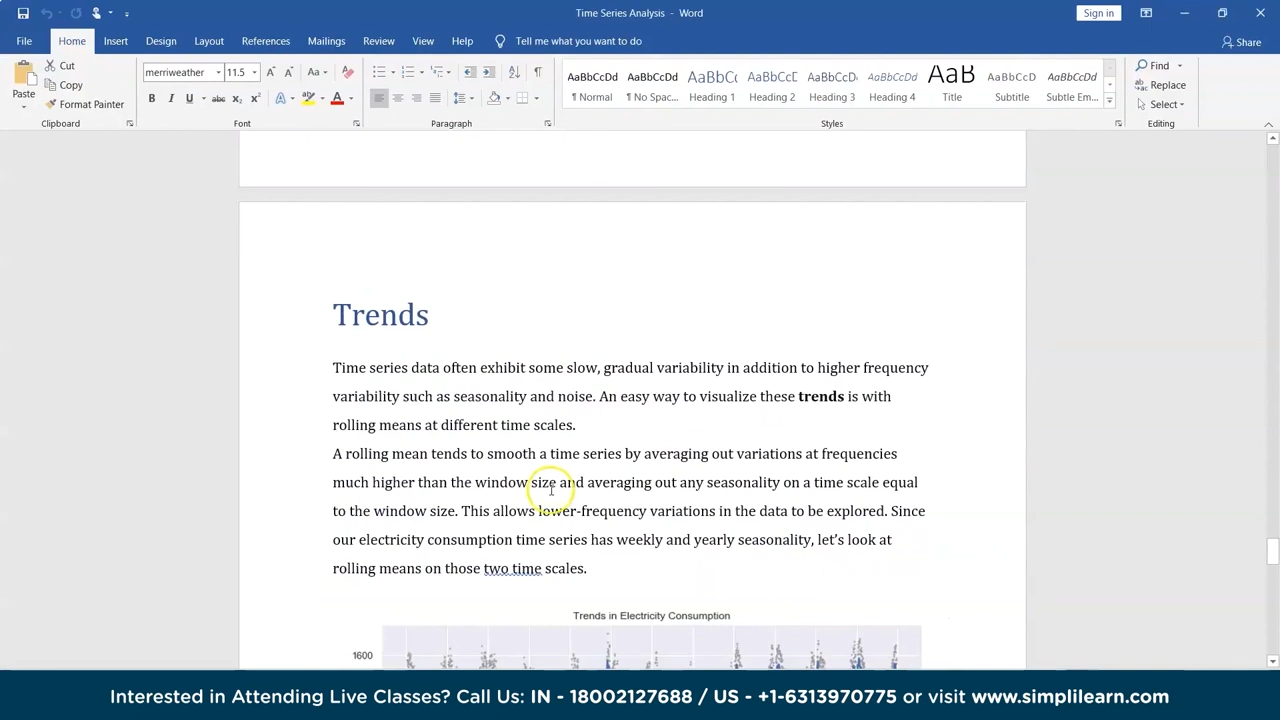 Time Series Analysis - Word
Sign in
File Home Insert Design Layout References Mailings Review View Help Tell me what you want to do Share
Paste
Cut
Copy
Format Painter
Clipboard
merriweather 11.5
Font
Paragraph
AaBbCcDd AaBbCcDd AaBbCc AaBbCcD AaBbCcDd AaBbCcDd AaB AaBbCcDd AaBbCcDd
¶ Normal ¶ No Spac... Heading 1 Heading 2 Heading 3 Heading 4 Title Subtitle Subtle Em...
Styles
Find
Replace
Select
Editing
Trends
Time series data often exhibit some slow, gradual variability in addition to higher frequency
variability such as seasonality and noise. An easy way to visualize these trends is with
rolling means at different time scales.
A rolling mean tends to smooth a time series by averaging out variations at frequencies
much higher than the window size and averaging out any seasonality on a time scale equal
to the window size. This allows lower-frequency variations in the data to be explored. Since
our electricity consumption time series has weekly and yearly seasonality, let's look at
rolling means on those two time scales.
Trends in Electricity Consumption
1600
Interested in Attending Live Classes? Call Us: IN - 18002127688 / US - +1-6313970775 or visit www.simplilearn.com